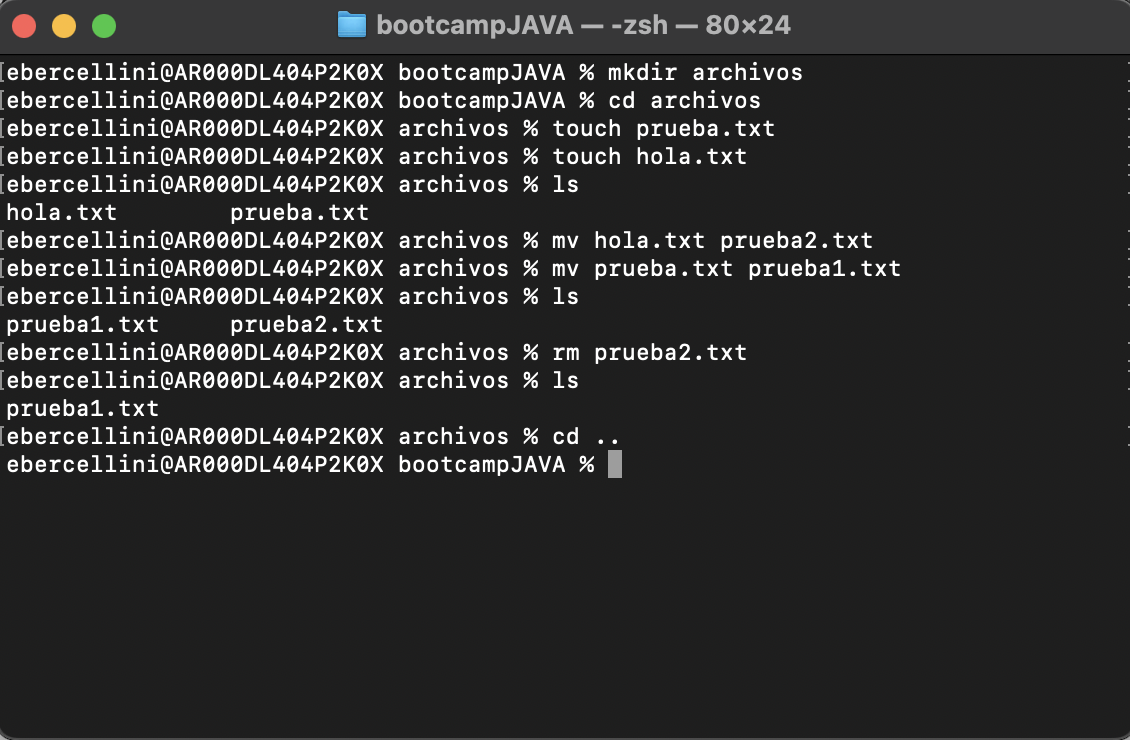 bootcampJAVA — -zsh — 80×24
ebercellini@AR000DL404P2K0X bootcampJAVA % mkdir archivos
ebercellini@AR000DL404P2K0X bootcampJAVA % cd archivos
ebercellini@AR000DL404P2K0X archivos % touch prueba.txt
ebercellini@AR000DL404P2K0X archivos % touch hola.txt
ebercellini@AR000DL404P2K0X archivos % ls
hola.txt        prueba.txt
ebercellini@AR000DL404P2K0X archivos % mv hola.txt prueba2.txt
ebercellini@AR000DL404P2K0X archivos % mv prueba.txt prueba1.txt
ebercellini@AR000DL404P2K0X archivos % ls
prueba1.txt     prueba2.txt
ebercellini@AR000DL404P2K0X archivos % rm prueba2.txt
ebercellini@AR000DL404P2K0X archivos % ls
prueba1.txt
ebercellini@AR000DL404P2K0X archivos % cd ..
ebercellini@AR000DL404P2K0X bootcampJAVA %